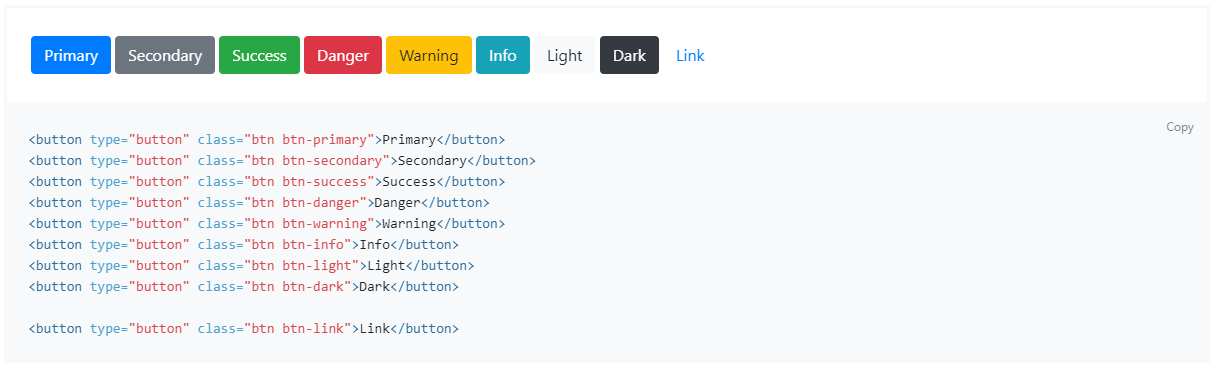 Primary Secondary Success Danger Warning Info Light Dark Link
Copy
<button type="button" class="btn btn-primary">Primary</button>
<button type="button" class="btn btn-secondary">Secondary</button>
<button type="button" class="btn btn-success">Success</button>
<button type="button" class="btn btn-danger">Danger</button>
<button type="button" class="btn btn-warning">Warning</button>
<button type="button" class="btn btn-info">Info</button>
<button type="button" class="btn btn-light">Light</button>
<button type="button" class="btn btn-dark">Dark</button>
<button type="button" class="btn btn-link">Link</button>